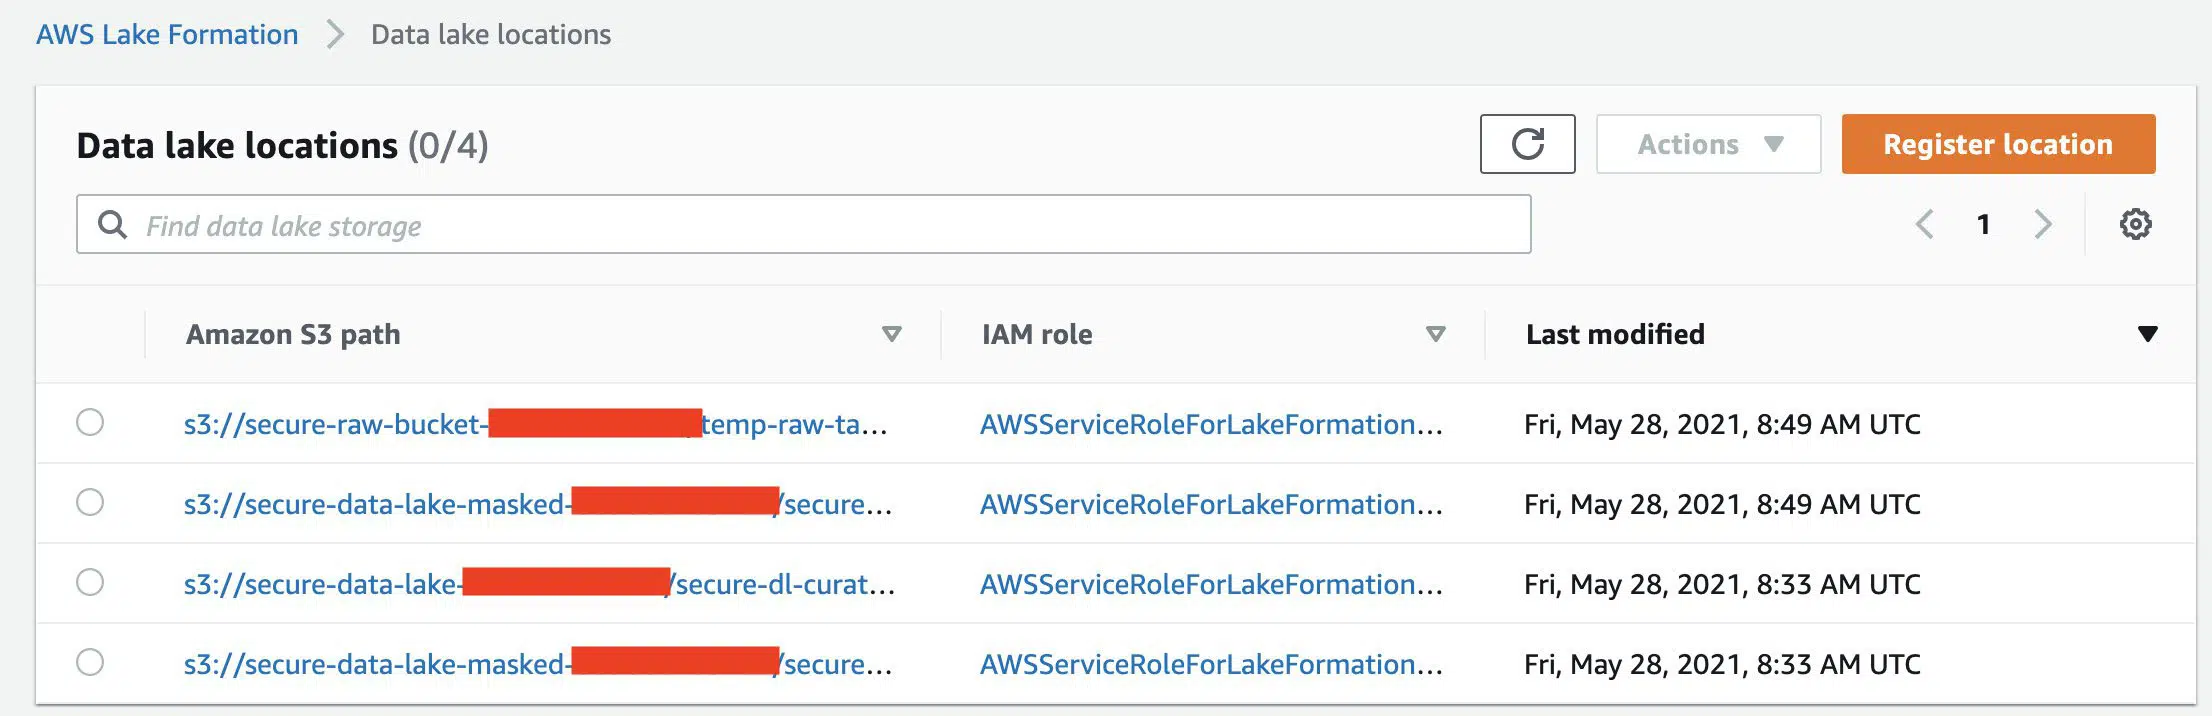 AWS Lake Formation > Data lake locations
Data lake locations (0/4)
Actions
Register location
Find data lake storage
1
Amazon S3 path IAM role Last modified
s3://secure-raw-bucket- temp-raw-ta... AWSServiceRoleForLakeFormation... Fri, May 28, 2021, 8:49 AM UTC
s3://secure-data-lake-masked- /secure... AWSServiceRoleForLakeFormation... Fri, May 28, 2021, 8:49 AM UTC
s3://secure-data-lake- /secure-dl-curat... AWSServiceRoleForLakeFormation... Fri, May 28, 2021, 8:33 AM UTC
s3://secure-data-lake-masked- /secure... AWSServiceRoleForLakeFormation... Fri, May 28, 2021, 8:33 AM UTC